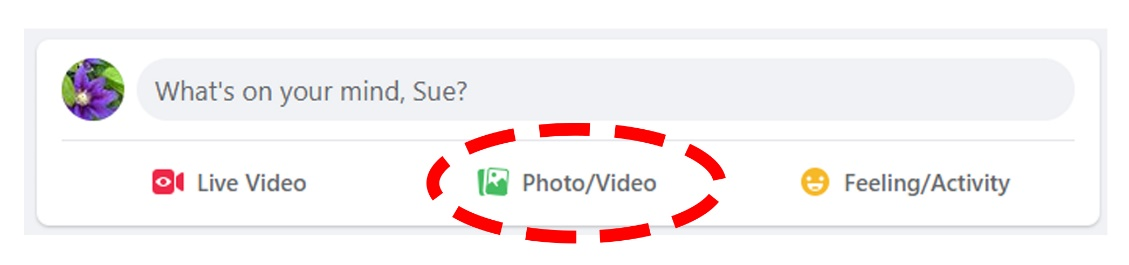 What's on your mind, Sue?
Live Video
Photo/Video
Feeling/Activity